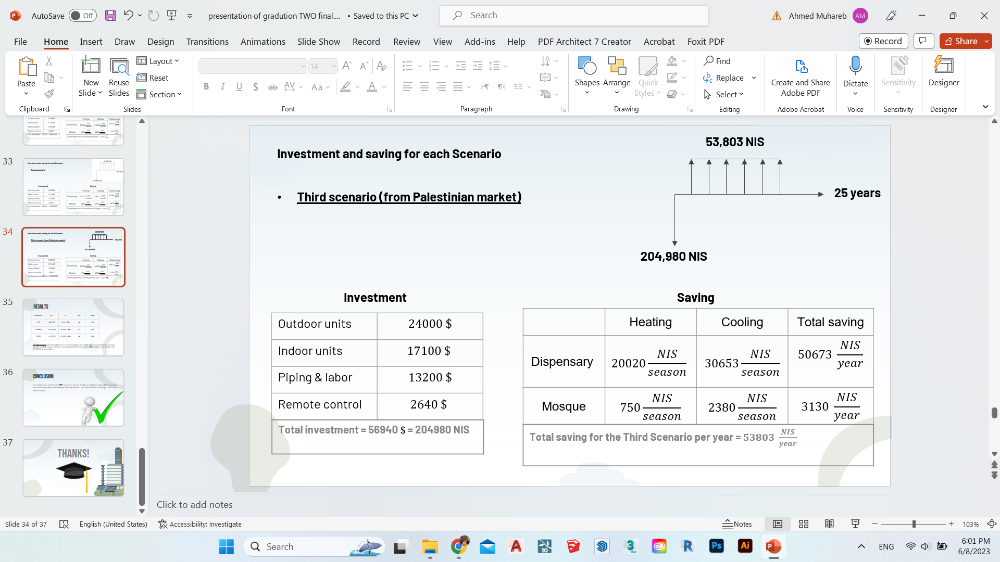 AutoSave Off presentation of gradution TWO final.... • Saved to this PC Search Ahmed Muhareb AM
File Home Insert Draw Design Transitions Animations Slide Show Record Review View Add-ins Help PDF Architect 7 Creator Acrobat Foxit PDF Record Share
Paste New Slide Reuse Slides Layout Reset Section 14 Shapes Arrange Quick Styles Find Replace Select Create and Share Adobe PDF Dictate Sensitivity Designer
Clipboard Slides Font Paragraph Drawing Editing Adobe Acrobat Voice Sensitivity Designer
33
34
35
RESULTS
36
CONCLUSION
37
THANKS!
Investment and saving for each Scenario
• Third scenario (from Palestinian market)
53,803 NIS
25 years
204,980 NIS
Investment
Outdoor units 24000 $
Indoor units 17100 $
Piping & labor 13200 $
Remote control 2640 $
Total investment = 56940 $ = 204980 NIS
Saving
Heating Cooling Total saving
Dispensary 20020 NIS/season 30653 NIS/season 50673 NIS/year
Mosque 750 NIS/season 2380 NIS/season 3130 NIS/year
Total saving for the Third Scenario per year = 53803 NIS/year
Click to add notes
Slide 34 of 37 English (United States) Accessibility: Investigate Notes 103%
Search ENG 6:01 PM
6/8/2023